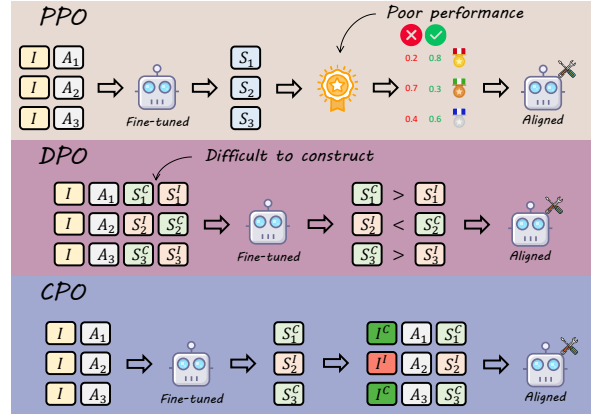 PPO
Poor performance
I A₁ S₁ 0.2 0.8
I A₂ S₂ 0.7 0.3
I A₃ S₃ 0.4 0.6
Fine-tuned Aligned
DPO
Difficult to construct
I A₁ S₁ᶜ S₁ᴵ S₁ᶜ > S₁ᴵ
I A₂ S₂ᴵ S₂ᶜ S₂ᴵ < S₂ᶜ
I A₃ S₃ᶜ S₃ᴵ S₃ᶜ > S₃ᴵ
Fine-tuned Aligned
CPO
I A₁ S₁ᶜ Iᶜ A₁ S₁ᶜ
I A₂ S₂ᴵ Iᴵ A₂ S₂ᴵ
I A₃ S₃ᶜ Iᶜ A₃ S₃ᶜ
Fine-tuned Aligned